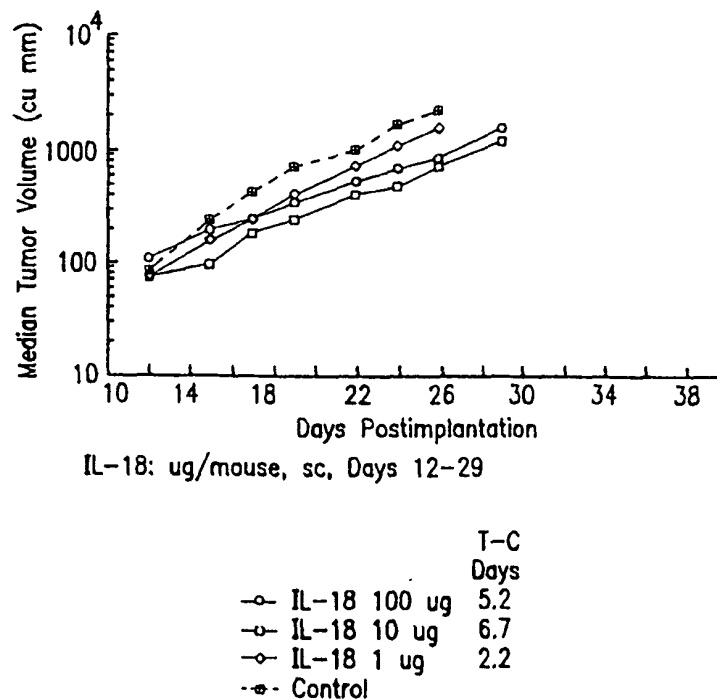 10^4
1000
100
10
Median Tumor Volume (cu mm)
10 14 18 22 26 30 34 38
Days Postimplantation
IL-18: ug/mouse, sc, Days 12-29
T-C
Days
IL-18 100 ug 5.2
IL-18 10 ug 6.7
IL-18 1 ug 2.2
Control